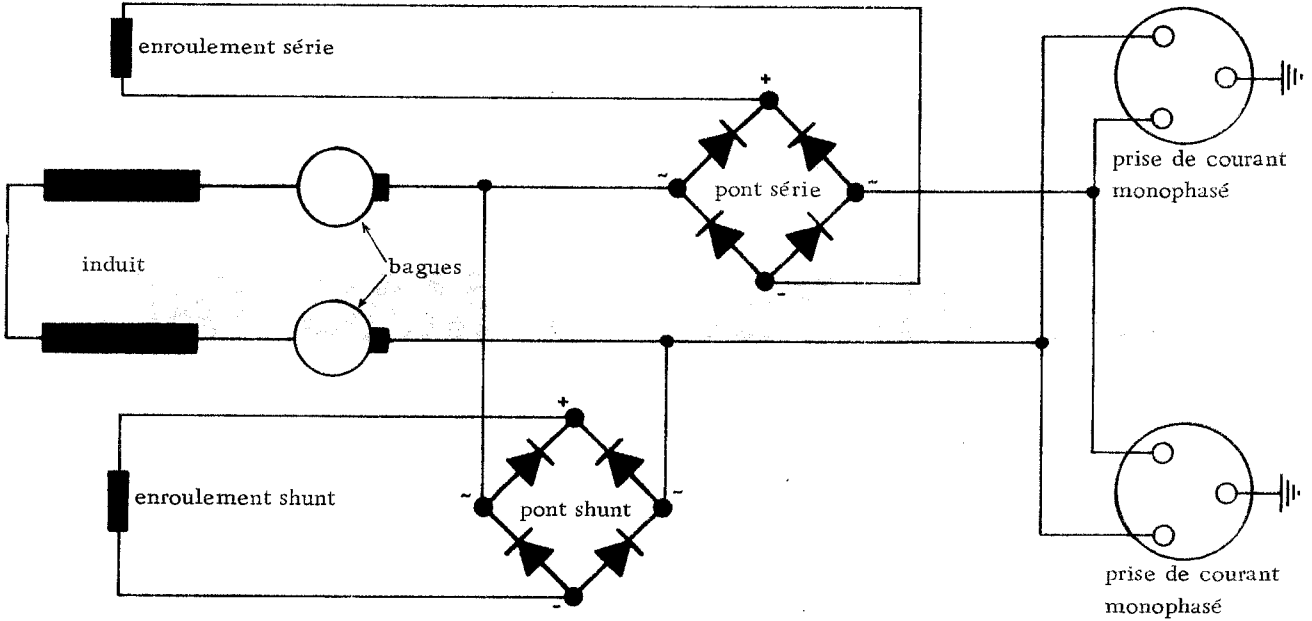 enroulement série
+
prise de courant
monophasé
~ pont série ~
induit
bagues
-
+
enroulement shunt
~ pont shunt ~
-
prise de courant
monophasé